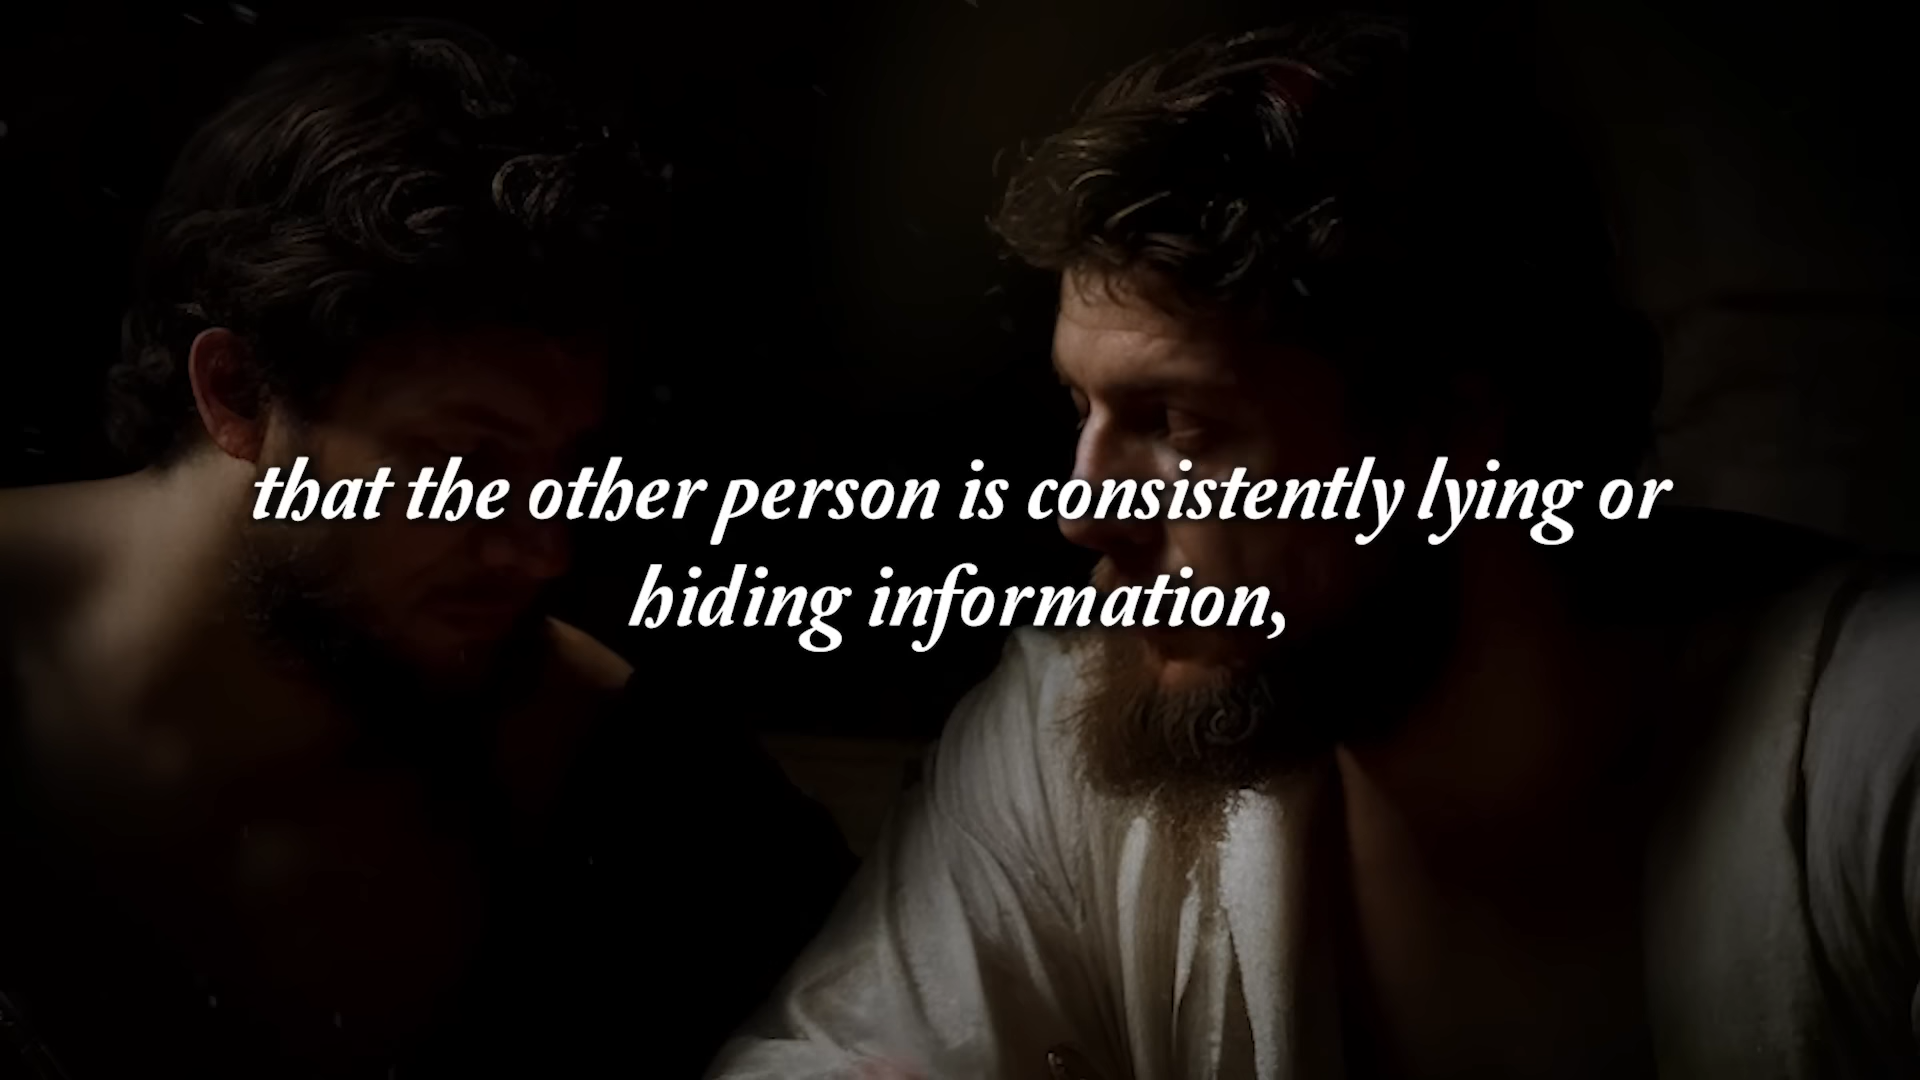 that the other person is consistently lying or
hiding information,